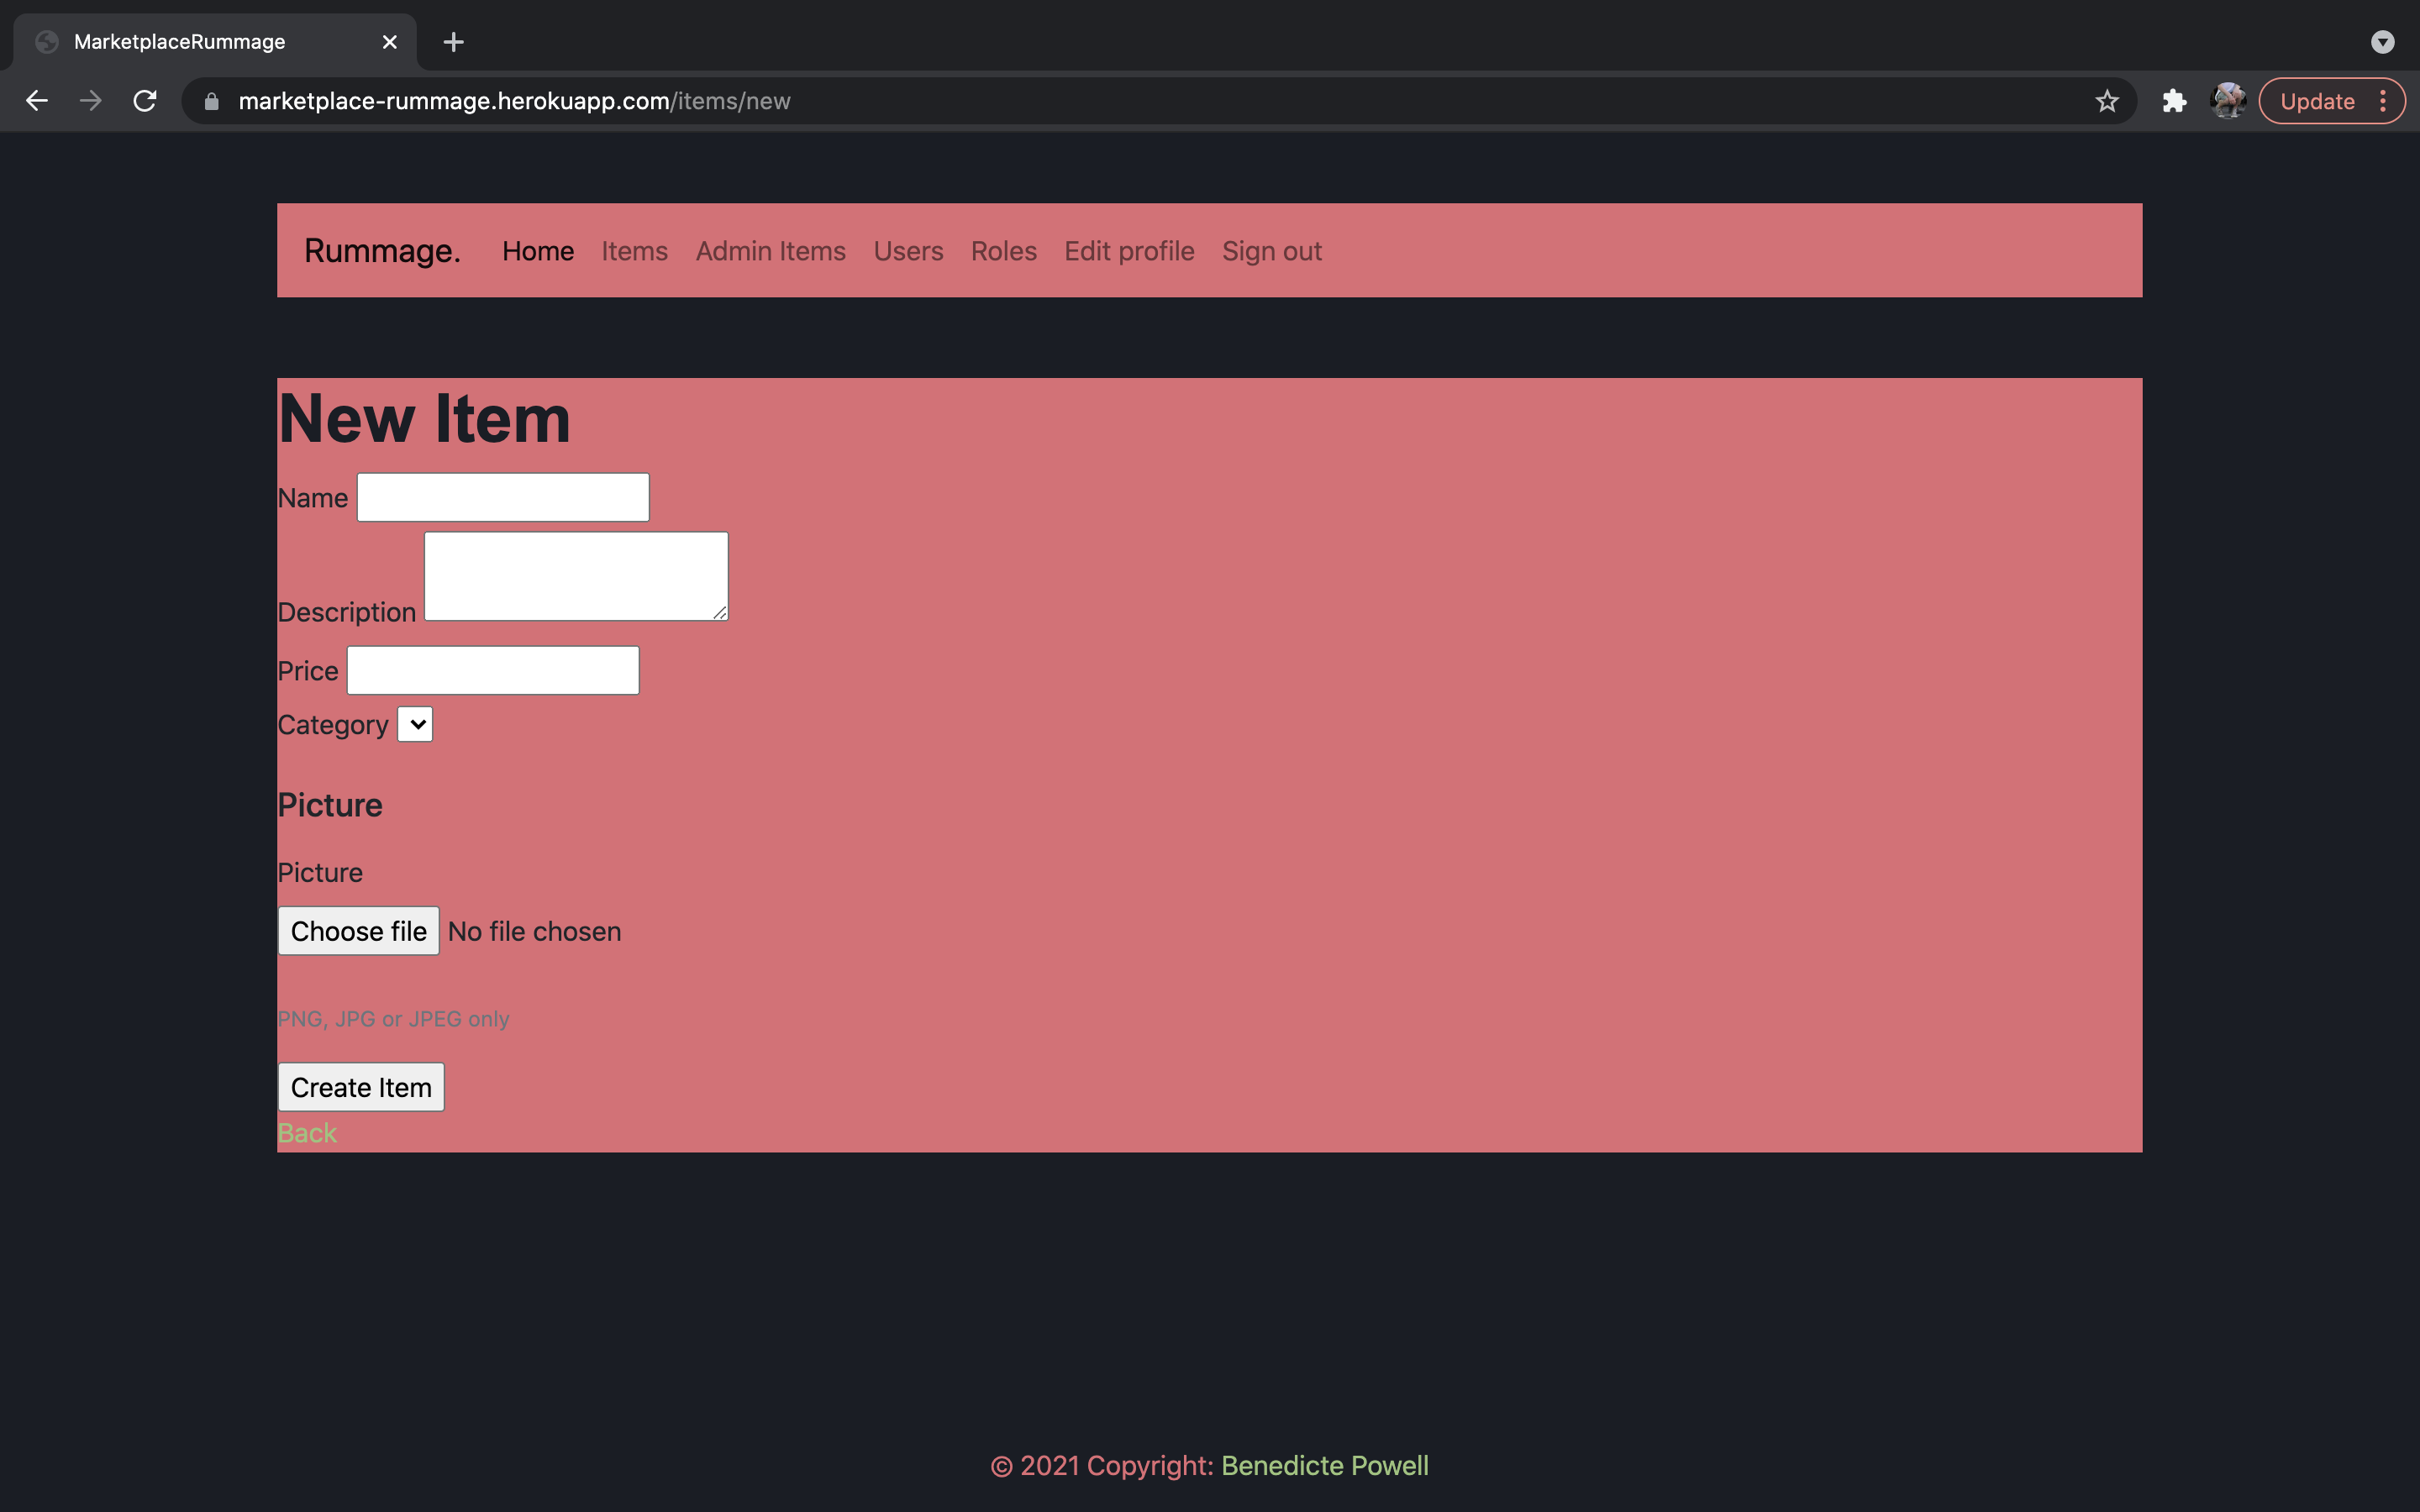 MarketplaceRummage
marketplace-rummage.herokuapp.com/items/new
Update
Rummage. Home Items Admin Items Users Roles Edit profile Sign out
New Item
Name
Description
Price
Category
Picture
Picture
Choose file No file chosen
PNG, JPG or JPEG only
Create Item
Back
© 2021 Copyright: Benedicte Powell